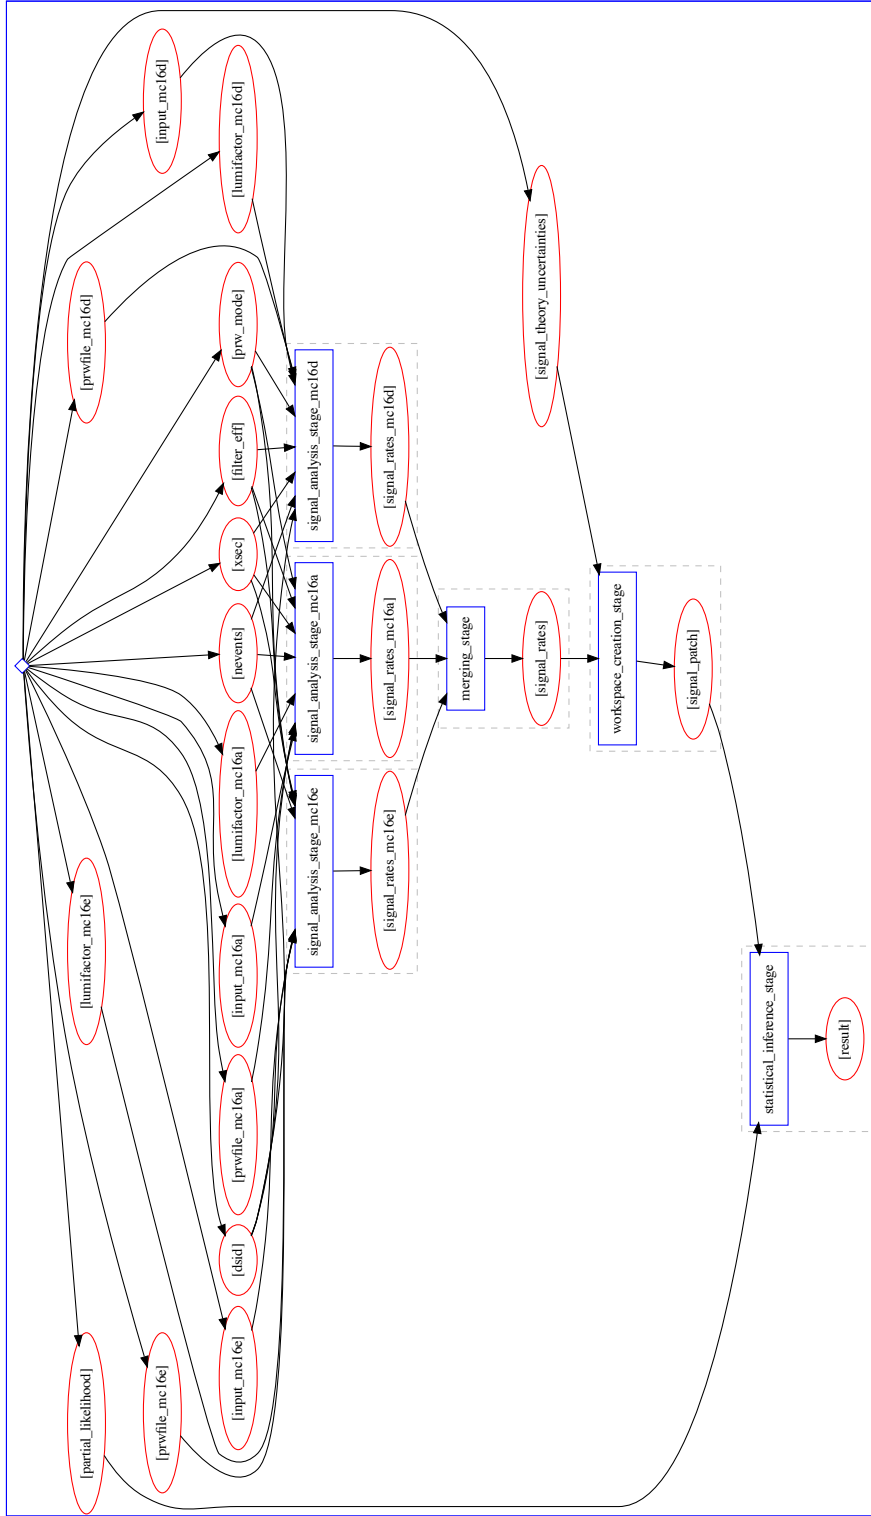 [input_mc16d]
[lumifactor_mc16d]
[prwfile_mc16d]
[prw_mode]
[filter_eff]
[xsec]
[nevents]
[lumifactor_mc16a]
[lumifactor_mc16e]
[input_mc16a]
[prwfile_mc16a]
[dsid]
[input_mc16e]
[prwfile_mc16e]
[partial_likelihood]
signal_analysis_stage_mc16d
signal_analysis_stage_mc16a
signal_analysis_stage_mc16e
[signal_rates_mc16d]
[signal_rates_mc16a]
[signal_rates_mc16e]
merging_stage
[signal_rates]
[signal_theory_uncertainties]
workspace_creation_stage
[signal_patch]
statistical_inference_stage
[result]